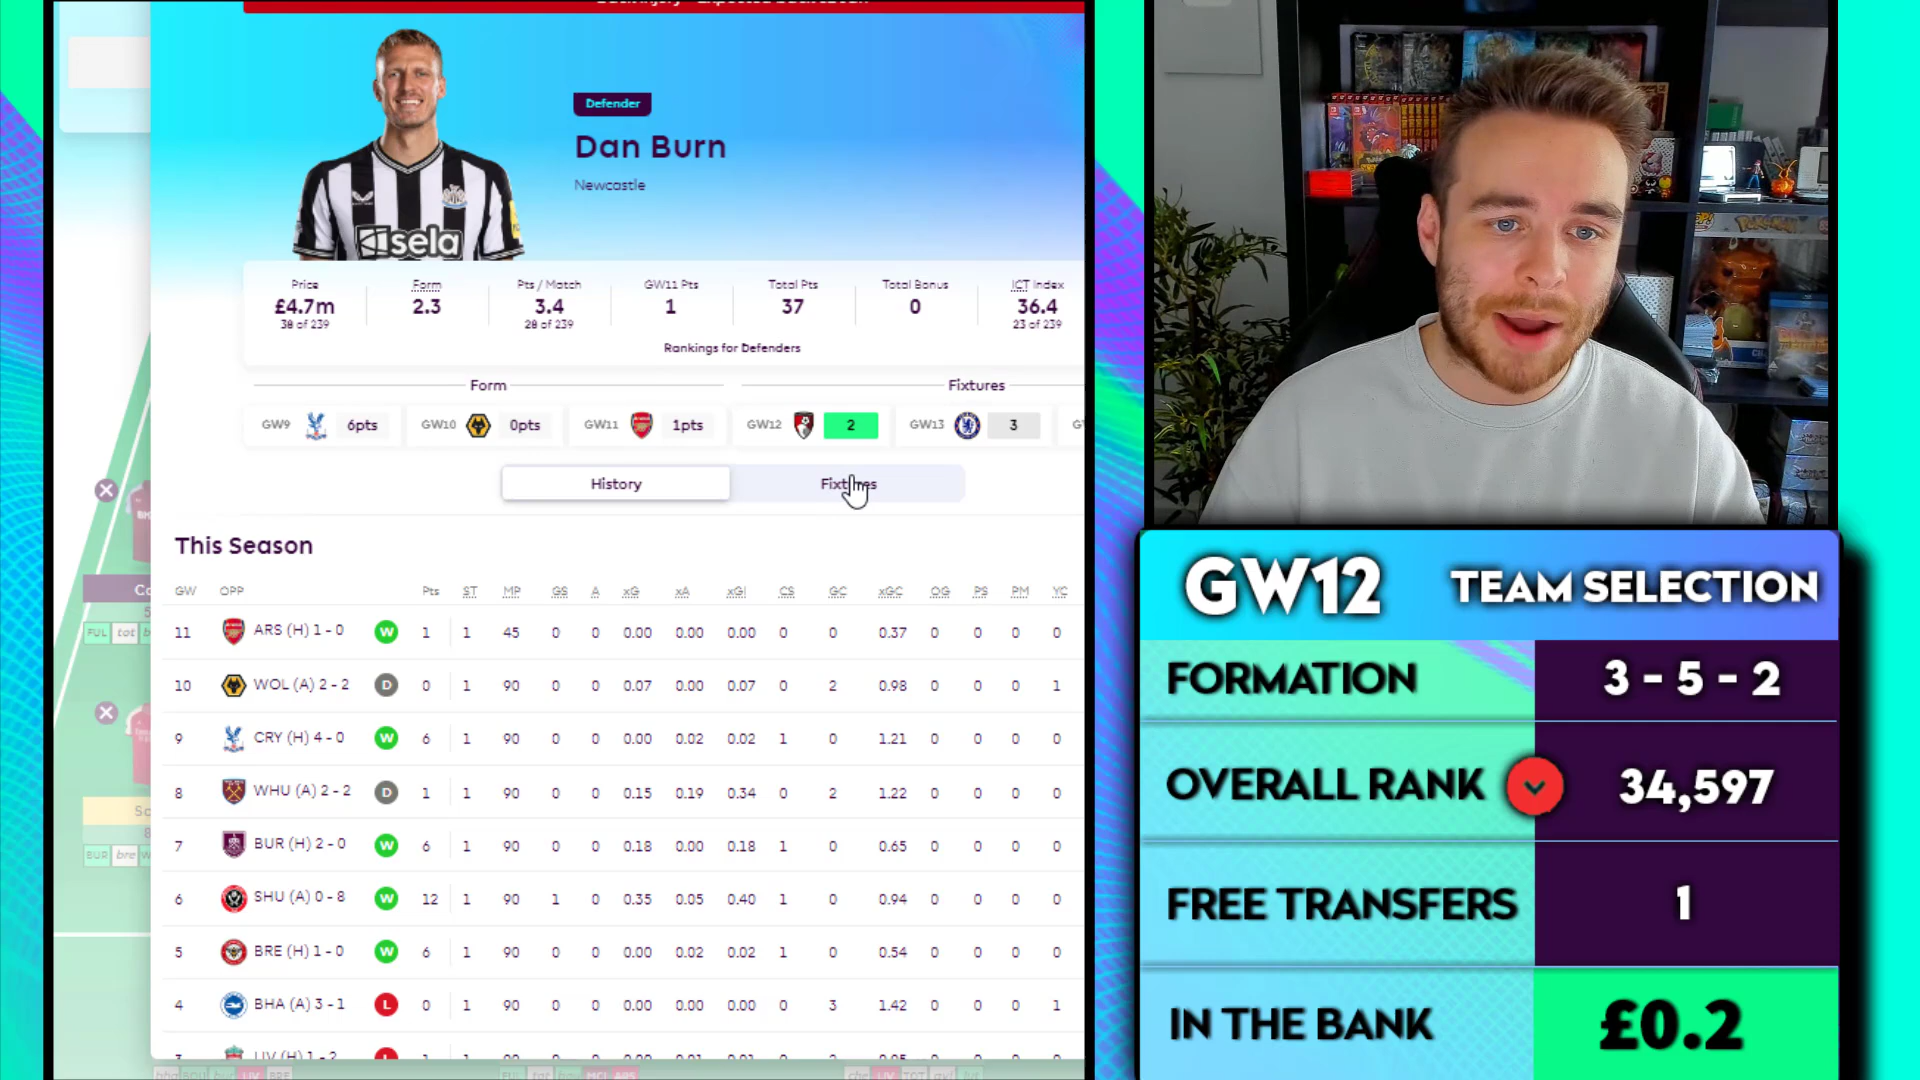 Defender
Dan Burn
Newcastle
sela
Price Form Pts / Match GW11 Pts Total Pts Total Bonus ICT Index
£4.7m 2.3 3.4 1 37 0 36.4
38 of 239 28 of 239 23 of 239
Rankings for Defenders
Form Fixtures
GW9 6pts GW10 0pts GW11 1pts GW12 2 GW13 3
History Fixtures
This Season
GW OPP Pts ST MP GS A xG xA xGI CS GC xGC OG PS PM YC
11 ARS (H) 1 - 0 W 1 1 45 0 0 0.00 0.00 0.00 0 0 0.37 0 0 0 0
10 WOL (A) 2 - 2 D 0 1 90 0 0 0.07 0.00 0.07 0 2 0.98 0 0 0 1
9 CRY (H) 4 - 0 W 6 1 90 0 0 0.00 0.02 0.02 1 0 1.21 0 0 0 0
8 WHU (A) 2 - 2 D 1 1 90 0 0 0.15 0.19 0.34 0 2 1.22 0 0 0 0
7 BUR (H) 2 - 0 W 6 1 90 0 0 0.18 0.00 0.18 1 0 0.65 0 0 0 0
6 SHU (A) 0 - 8 W 12 1 90 1 0 0.35 0.05 0.40 1 0 0.94 0 0 0 0
5 BRE (H) 1 - 0 W 6 1 90 0 0 0.00 0.02 0.02 1 0 0.54 0 0 0 0
4 BHA (A) 3 - 1 L 0 1 90 0 0 0.00 0.00 0.00 0 3 1.42 0 0 0 1
LIV (H) 1 - 2
FUL tot
BUR bre
GW12 TEAM SELECTION
FORMATION 3 - 5 - 2
OVERALL RANK 34,597
FREE TRANSFERS 1
IN THE BANK £0.2